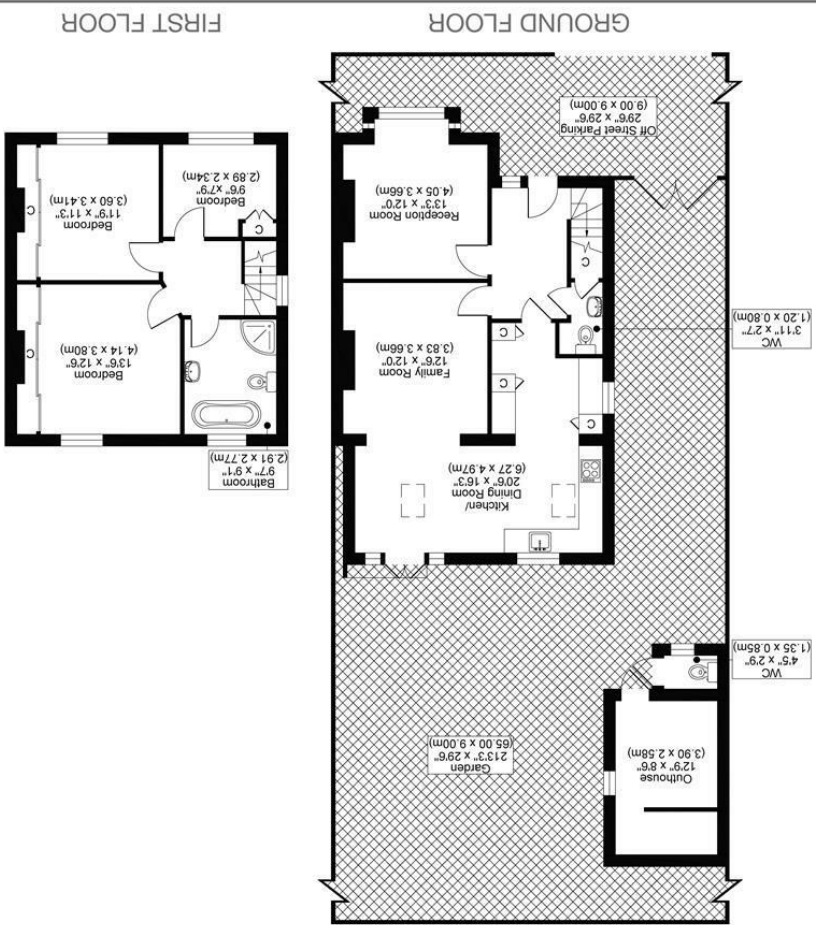 Outhouse
12'9" x 8'6
(3.90 x 2.58m)
Garden
213'3" x 29'6"
(65.00 x 9.00m)
WC
4'5" x 2'9"
(1.35 x 0.85m)
Kitchen/
Dining Room
20'6" x 16'3"
(6.27 x 4.97m)
C
C
C
Family Room
12'6" x 12'0"
(3.83 x 3.66m)
WC
3'11" x 2'7"
(1.20 x 0.80m)
C
Reception Room
13'3" x 12'0"
(4.05 x 3.66m)
Off Street Parking
29'6" x 29'6"
(9.00 x 9.00m)
GROUND FLOOR
Bathroom
9'7" x 9'1"
(2.91 x 2.77m)
Bedroom
13'6" x 12'6"
(4.14 x 3.80m)
C
C
Bedroom
9'6" x 7'9"
(2.89 x 2.34m)
Bedroom
11'9" x 11'3"
(3.60 x 3.41m)
C
FIRST FLOOR